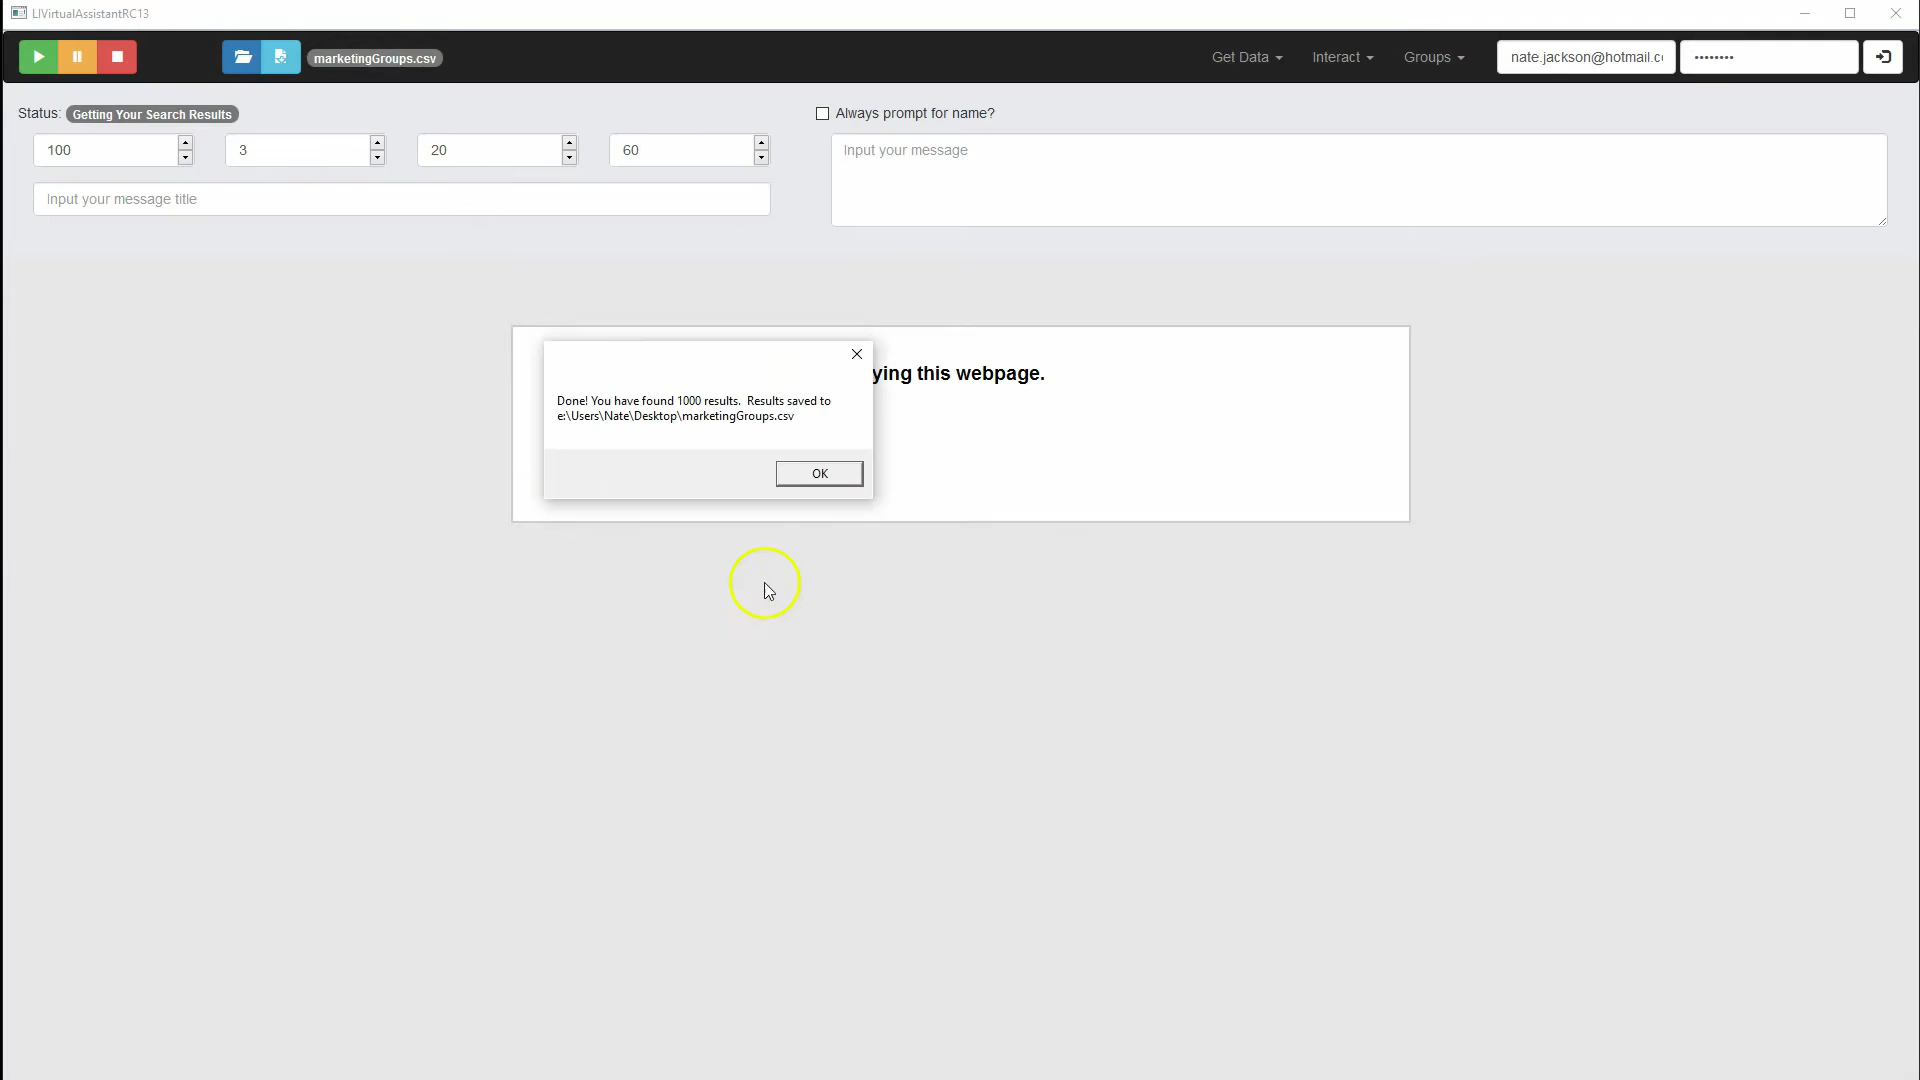 LIVirtualAssistantRC13
marketingGroups.csv
Get Data
Interact
Groups
nate.jackson@hotmail.c
••••••••
Status: Getting Your Search Results
Always prompt for name?
100
3
20
60
Input your message
Input your message title
ying this webpage.
Done! You have found 1000 results. Results saved to
e:\Users\Nate\Desktop\marketingGroups.csv
OK